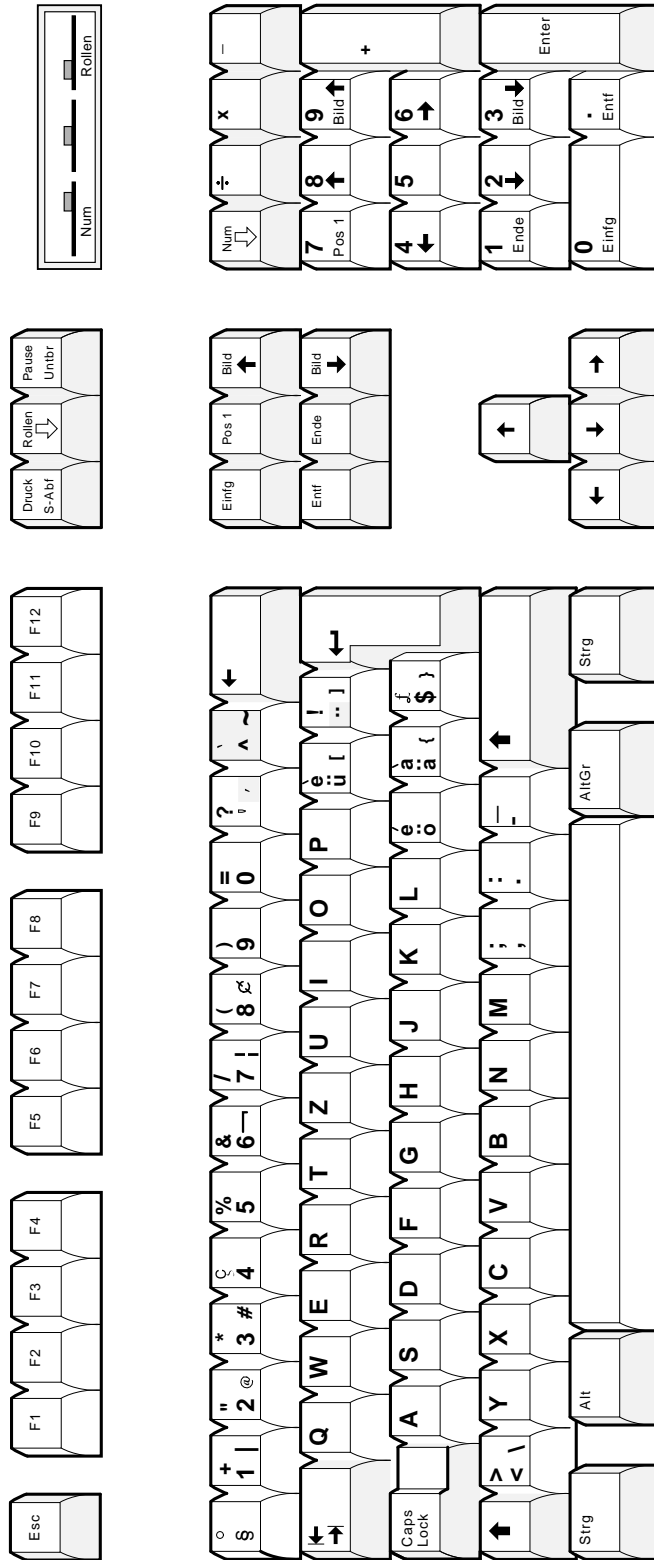 Esc F1 F2 F3 F4 F5 F6 F7 F8 F9 F10 F11 F12
Druck Rollen ⇩ Pause
S-Abf Untbr
Num Rollen
° + " * ç % & / ( ) = ? ` ←
§ 1 | 2 @ 3 # 4 5 6 ¬ 7 ¦ 8 ¢ 9 0 ' ´ ^ ~
Einfg Pos 1 Bild ↑
Num ⇩ ÷ x –
⇤ ⇥ Q W E R T Z U I O P è ü [ ! ¨ ] ↵
Entf Ende Bild ↓
7 8 ↑ 9 ↑ +
Pos 1 Bild
Caps Lock A S D F G H J K L é ö à ä { £ $ }
4 ← 5 6 →
↑ > < \ Y X C V B N M ; , : . _ - ↑
↑
1 2 ↓ 3 ↓ Enter
Ende Bild
Strg Alt AltGr Strg
← ↓ →
0 .
Einfg Entf